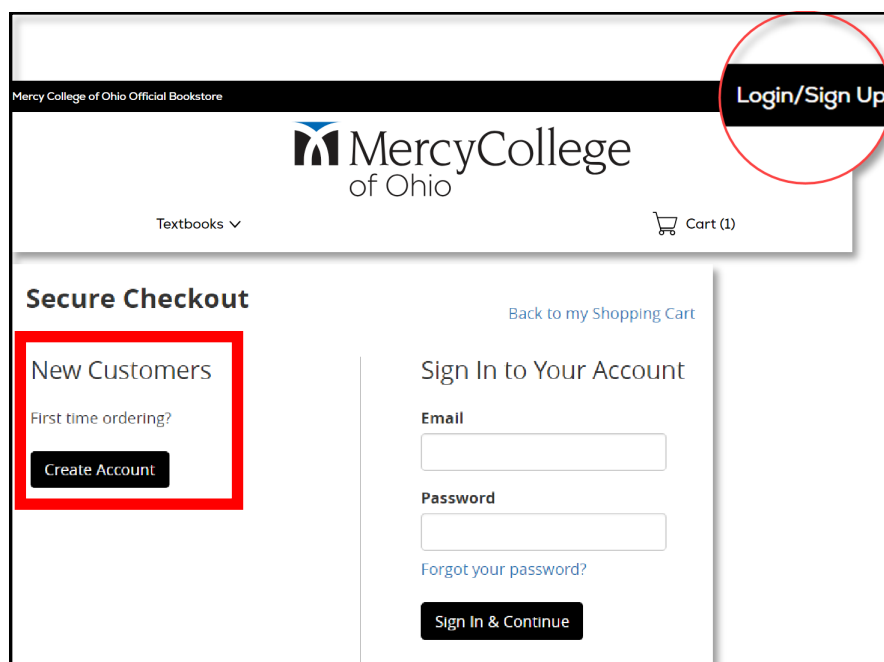 Mercy College of Ohio Official Bookstore
Login/Sign Up
MercyCollege
of Ohio
Textbooks
Cart (1)
Secure Checkout
Back to my Shopping Cart
New Customers
First time ordering?
Create Account
Sign In to Your Account
Email
Password
Forgot your password?
Sign In & Continue